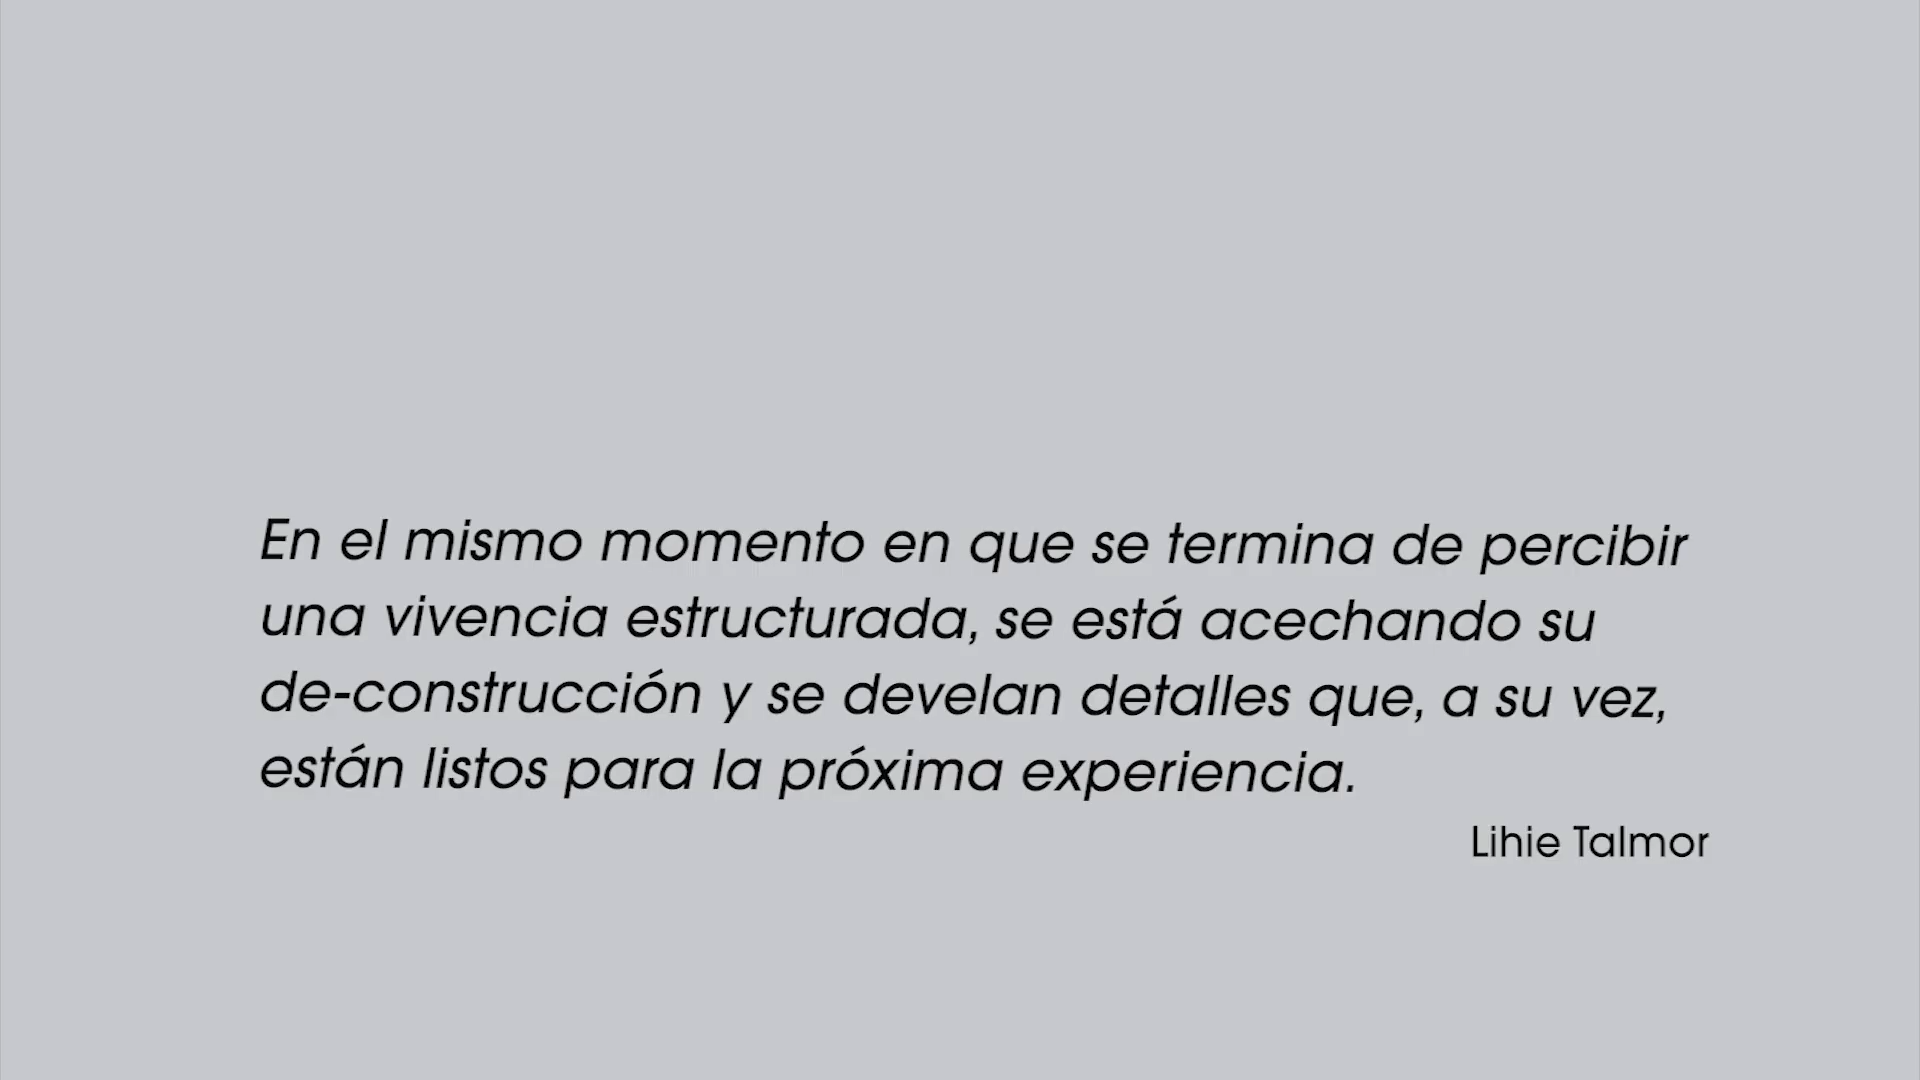 En el mismo momento en que se termina de percibir
una vivencia estructurada, se está acechando su
de-construcción y se develan detalles que, a su vez,
están listos para la próxima experiencia.
Lihie Talmor